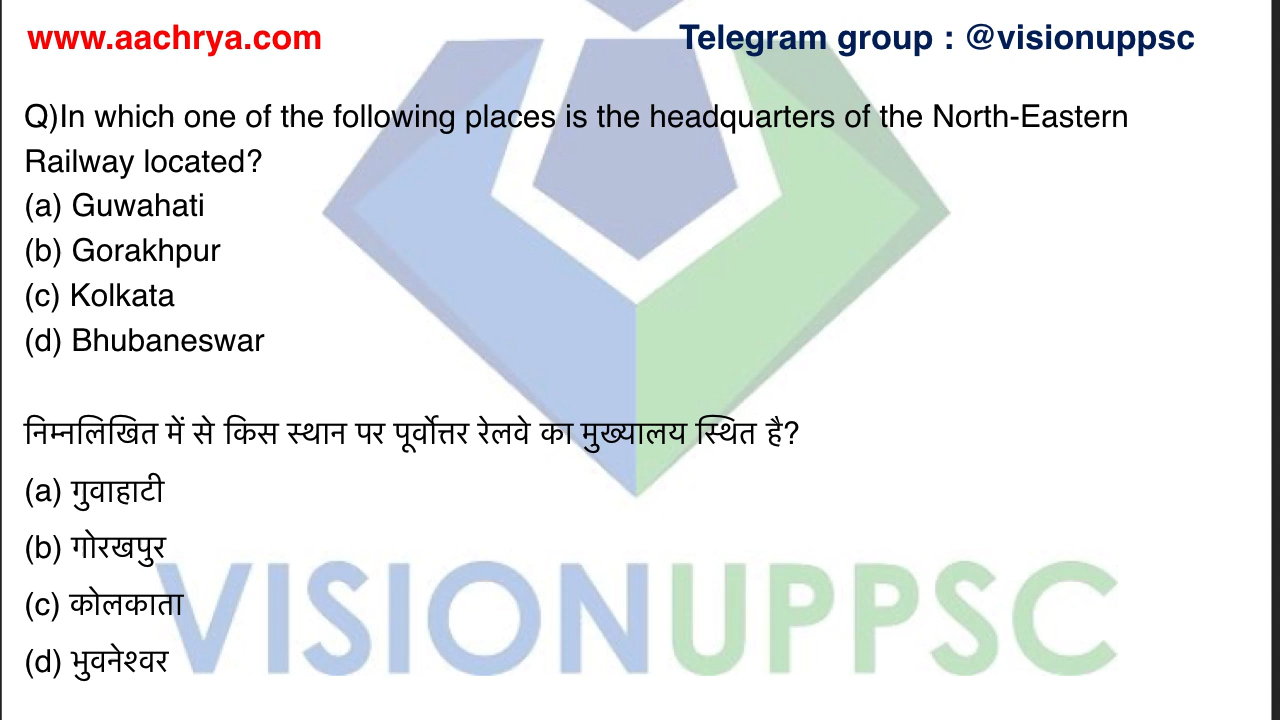 www.aachrya.com
Telegram group : @visionuppsc
Q)In which one of the following places is the headquarters of the North-Eastern
Railway located?
(a) Guwahati
(b) Gorakhpur
(c) Kolkata
(d) Bhubaneswar
निम्नलिखित में से किस स्थान पर पूर्वोत्तर रेलवे का मुख्यालय स्थित है?
(a) गुवाहाटी
(b) गोरखपुर
(c) कोलकाता
(d) भुवनेश्वर
VISIONUPPSC